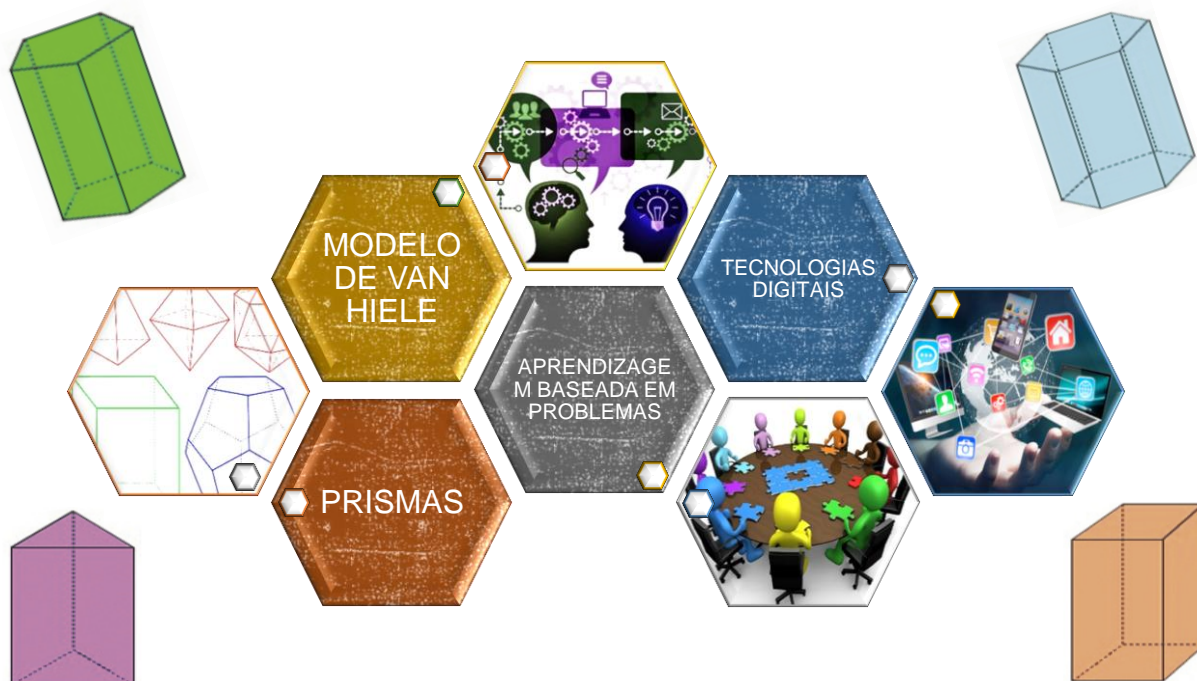 MODELO
DE VAN
HIELE
TECNOLOGIAS
DIGITAIS
APRENDIZAGE
M BASEADA EM
PROBLEMAS
PRISMAS